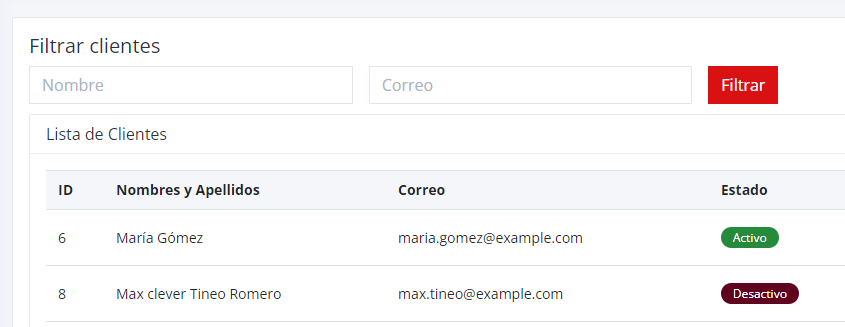 Filtrar clientes
Nombre Correo Filtrar
Lista de Clientes
ID Nombres y Apellidos Correo Estado
6 María Gómez maria.gomez@example.com Activo
8 Max clever Tineo Romero max.tineo@example.com Desactivo